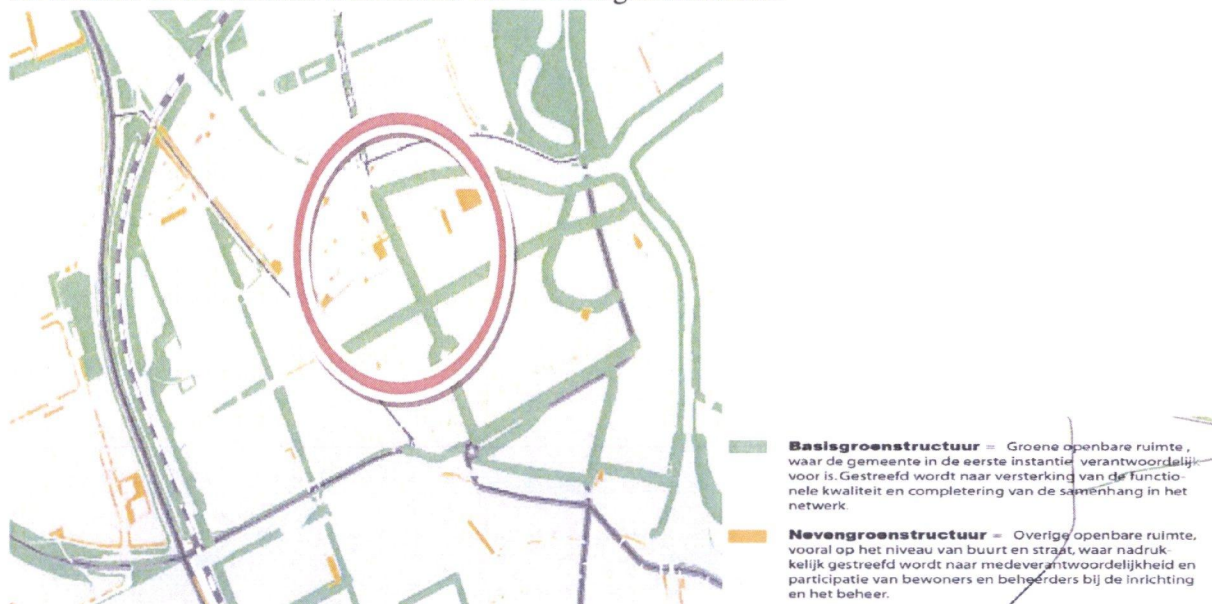 Basisgroenstructuur = Groene openbare ruimte,
waar de gemeente in de eerste instantie verantwoordelijk
voor is. Gestreefd wordt naar versterking van de functio-
nele kwaliteit en completering van de samenhang in het
netwerk.
Nevengroenstructuur = Overige openbare ruimte,
vooral op het niveau van buurt en straat, waar nadruk-
kelijk gestreefd wordt naar medeverantwoordelijkheid en
participatie van bewoners en beheerders bij de inrichting
en het beheer.